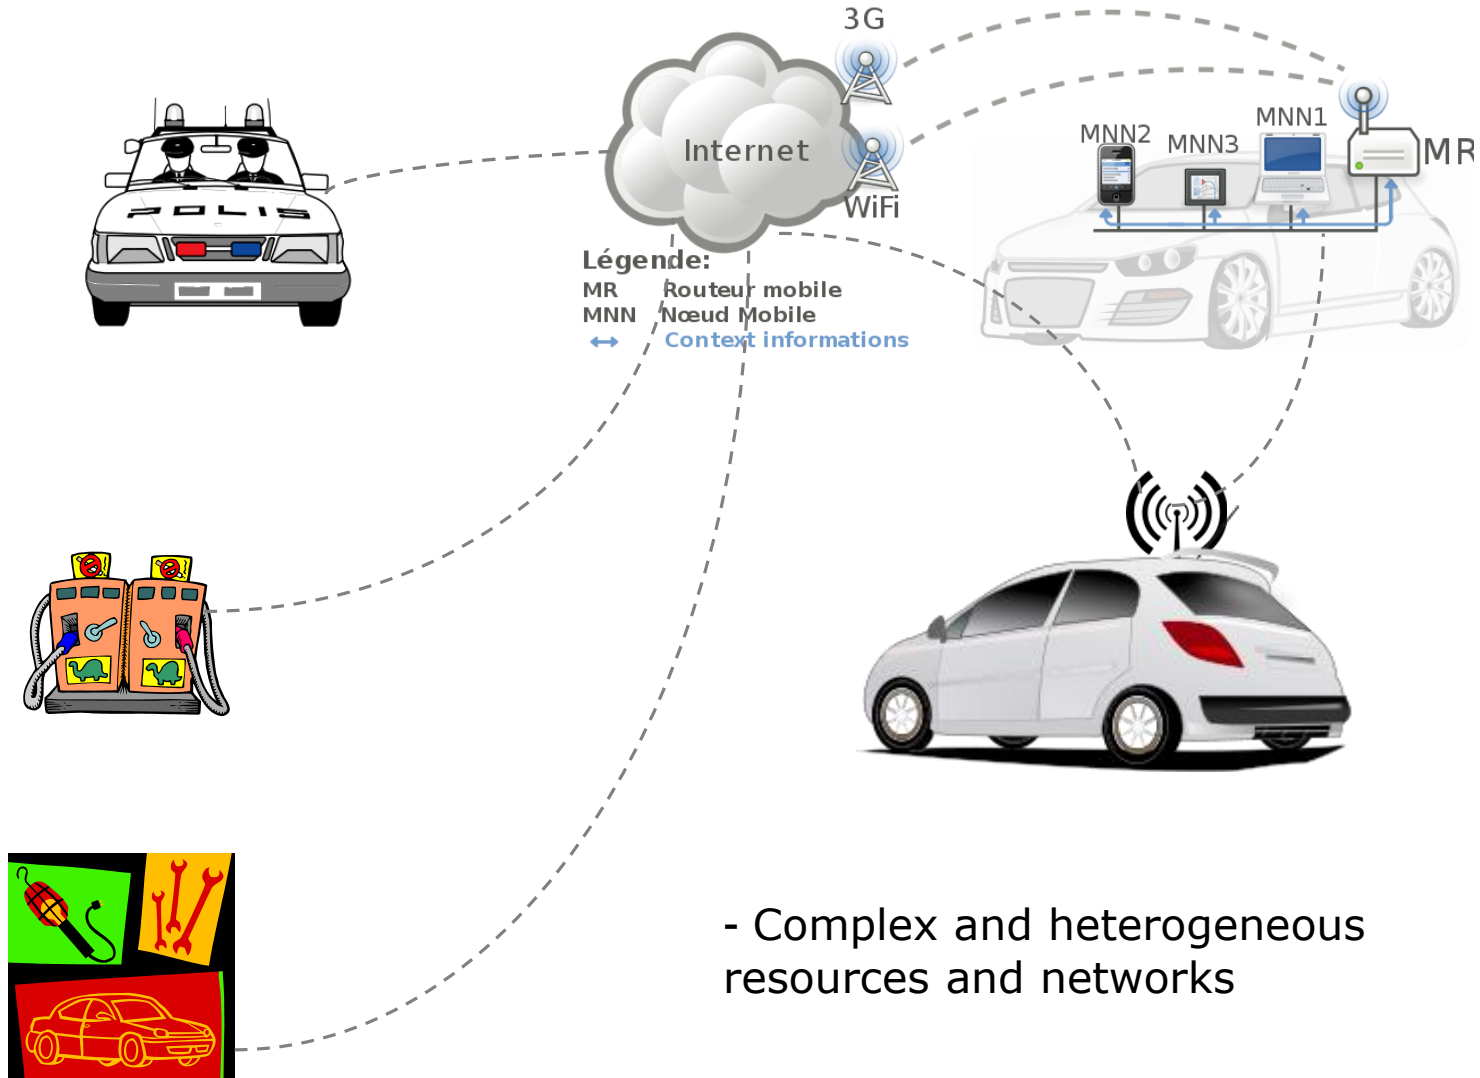 3G
MNN1
MNN2
MNN3
MR
Internet
WiFi
POLIS
Légende:
MR Routeur mobile
MNN Nœud Mobile
Context informations
- Complex and heterogeneous
resources and networks